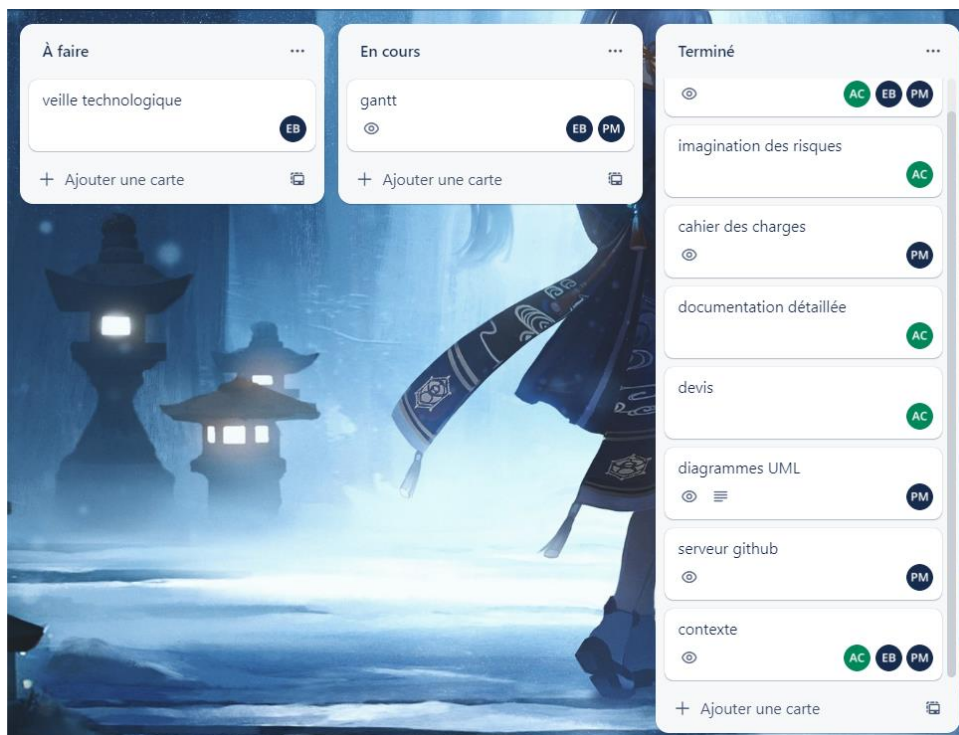 À faire
veille technologique
EB
Ajouter une carte
En cours
gantt
EB PM
Ajouter une carte
Terminé
AC EB PM
imagination des risques
AC
cahier des charges
PM
documentation détaillée
AC
devis
AC
diagrammes UML
PM
serveur github
PM
contexte
AC EB PM
Ajouter une carte